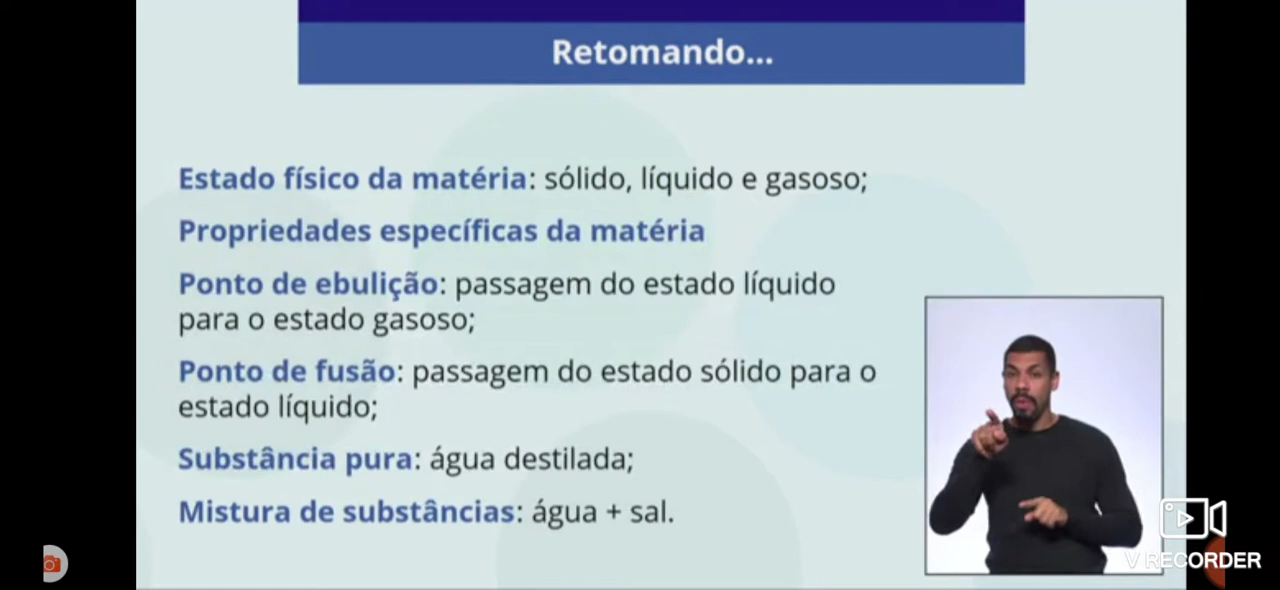 Retomando...
Estado físico da matéria: sólido, líquido e gasoso;
Propriedades específicas da matéria
Ponto de ebulição: passagem do estado líquido
para o estado gasoso;
Ponto de fusão: passagem do estado sólido para o
estado líquido;
Substância pura: água destilada;
Mistura de substâncias: água + sal.
V RECORDER